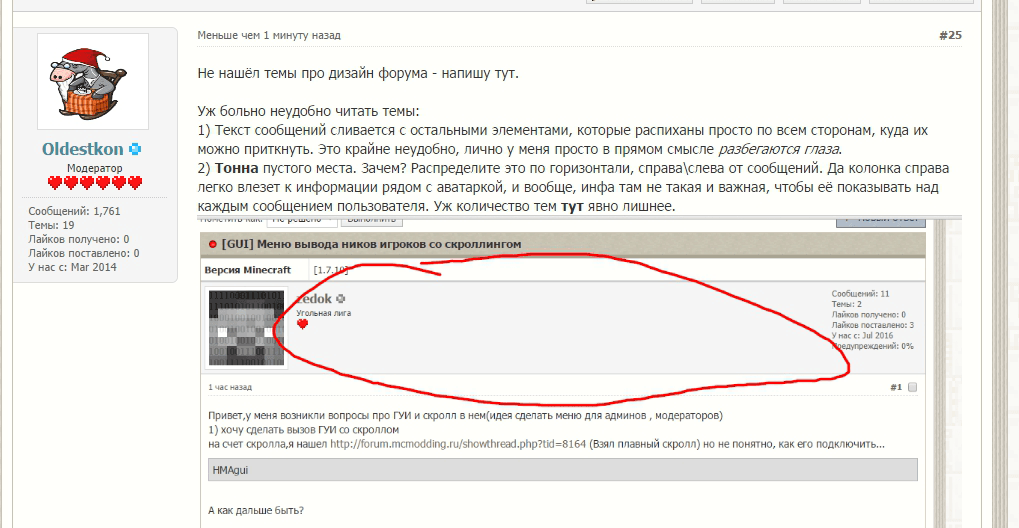 Меньше чем 1 минуту назад
#25
Oldestkon
Модератор
Сообщений: 1,761
Темы: 19
Лайков получено: 0
Лайков поставлено: 0
У нас с: Mar 2014
Не нашёл темы про дизайн форума - напишу тут.
Уж больно неудобно читать темы:
1) Текст сообщений сливается с остальными элементами, которые распиханы просто по всем сторонам, куда их
можно приткнуть. Это крайне неудобно, лично у меня просто в прямом смысле разбегаются глаза.
2) Тонна пустого места. Зачем? Распределите это по горизонтали, справа\слева от сообщений. Да колонка справа
легко влезет к информации рядом с аватаркой, и вообще, инфа там не такая и важная, чтобы её показывать над
каждым сообщением пользователя. Уж количество тем тут явно лишнее.
[GUI] Меню вывода ников игроков со скроллингом
Версия Minecraft
[1.7.10]
zedok
Угольная лига
Сообщений: 11
Темы: 2
Лайков получено: 0
Лайков поставлено: 3
У нас с: Jul 2016
Предупреждений: 0%
1 час назад
#1
Привет,у меня возникли вопросы про ГУИ и скролл в нем(идея сделать меню для админов , модераторов)
1) хочу сделать вызов ГУИ со скроллом
на счет скролла,я нашел http://forum.mcmodding.ru/showthread.php?tid=8164 (Взял плавный скролл) но не понятно, как его подключить...
HMAgui
А как дальше быть?